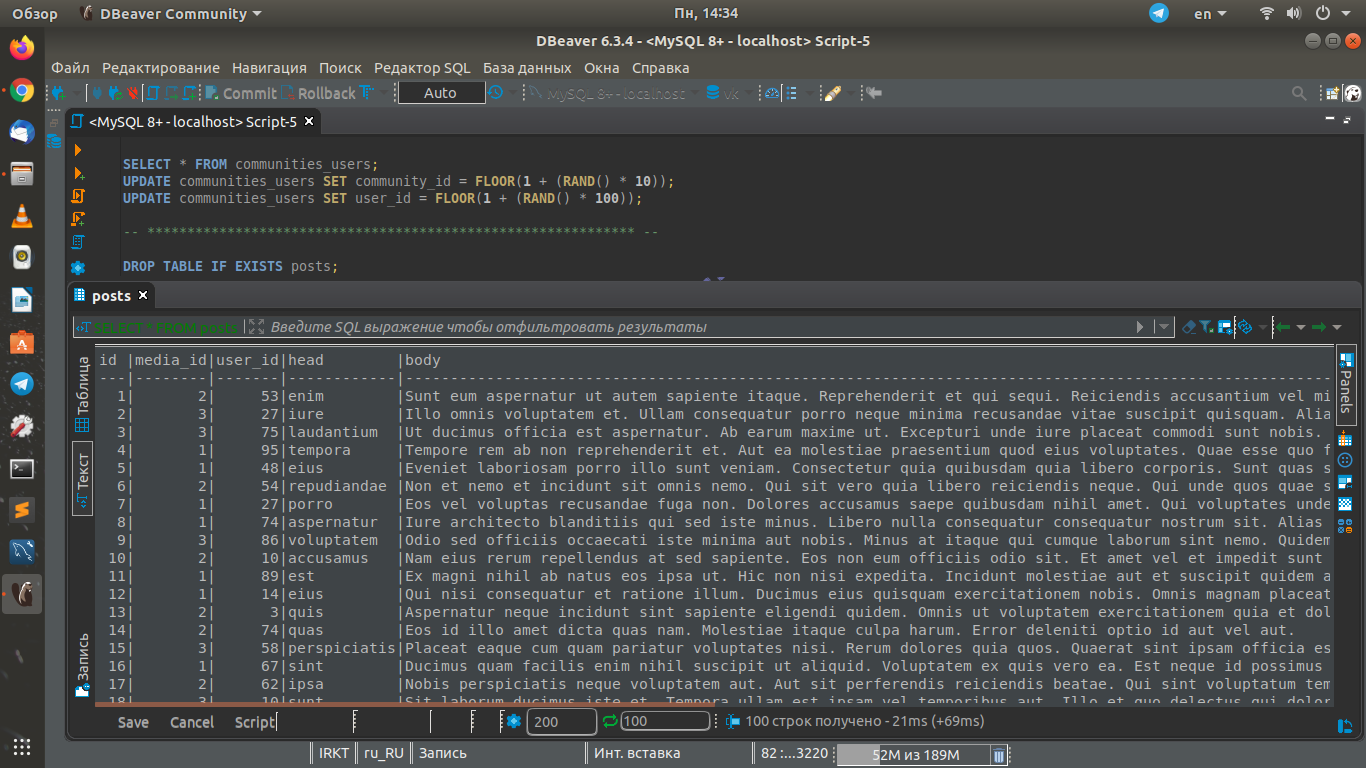 Обзор DBeaver Community Пн, 14:34 en
DBeaver 6.3.4 - <MySQL 8+ - localhost> Script-5
Файл Редактирование Навигация Поиск Редактор SQL База данных Окна Справка
Commit Rollback Auto MySQL 8+ - localhost vk
<MySQL 8+ - localhost> Script-5
SELECT * FROM communities_users;
UPDATE communities_users SET community_id = FLOOR(1 + (RAND() * 10));
UPDATE communities_users SET user_id = FLOOR(1 + (RAND() * 100));
-- ************************************************************* --
DROP TABLE IF EXISTS posts;
posts
SELECT * FROM posts Введите SQL выражение чтобы отфильтровать результаты
Таблица
Текст
Запись
Panels
id |media_id|user_id|head |body
---|--------|-------|------------|----------------------------------------------------------------------
1| 2| 53|enim |Sunt eum aspernatur ut autem sapiente itaque. Reprehenderit et qui sequi. Reiciendis accusantium vel mi
2| 3| 27|iure |Illo omnis voluptatem et. Ullam consequatur porro neque minima recusandae vitae suscipit quisquam. Alia
3| 3| 75|laudantium |Ut ducimus officia est aspernatur. Ab earum maxime ut. Excepturi unde iure placeat commodi sunt nobis.
4| 1| 95|tempora |Tempore rem ab non reprehenderit et. Aut ea molestiae praesentium quod eius voluptates. Quae esse quo f
5| 1| 48|eius |Eveniet laboriosam porro illo sunt veniam. Consectetur quia quibusdam quia libero corporis. Sunt quas s
6| 2| 54|repudiandae |Non et nemo et incidunt sit omnis nemo. Qui sit vero quia libero reiciendis neque. Qui unde quos quae s
7| 1| 27|porro |Eos vel voluptas recusandae fuga non. Dolores accusamus saepe quibusdam nihil amet. Qui voluptates unde
8| 1| 74|aspernatur |Iure architecto blanditiis qui sed iste minus. Libero nulla consequatur consequatur nostrum sit. Alias
9| 3| 86|voluptatem |Odio sed officiis occaecati iste minima aut nobis. Minus at itaque qui cumque laborum sint nemo. Quidem
10| 2| 10|accusamus |Nam eius rerum repellendus at sed sapiente. Eos non eum officiis odio sit. Et amet vel et impedit sunt
11| 1| 89|est |Ex magni nihil ab natus eos ipsa ut. Hic non nisi expedita. Incidunt molestiae aut et suscipit quidem a
12| 1| 14|eius |Qui nisi consequatur et ratione illum. Ducimus eius quisquam exercitationem nobis. Omnis magnam placeat
13| 2| 3|quis |Aspernatur neque incidunt sint sapiente eligendi quidem. Omnis ut voluptatem exercitationem quia et dol
14| 2| 74|quas |Eos id illo amet dicta quas nam. Molestiae itaque culpa harum. Error deleniti optio id aut vel aut.
15| 3| 58|perspiciatis|Placeat eaque cum quam pariatur voluptates nisi. Rerum dolores quia quos. Quaerat sint ipsam officia es
16| 1| 67|sint |Ducimus quam facilis enim nihil suscipit ut aliquid. Voluptatem ex quis vero ea. Est neque id possimus
17| 2| 62|ipsa |Nobis perspiciatis neque voluptatem aut. Aut sit perferendis reiciendis beatae. Qui sint voluptatum tem
18| 3| 10|sunt |Sit laborum ducimus iste et. Tempora ullam est ipsam vel temporibus aut. Illo et quo delectus qui dolor
Save Cancel Script 200 100 100 строк получено - 21ms (+69ms)
IRKT ru_RU Запись Инт. вставка 82 :...3220 52M из 189M